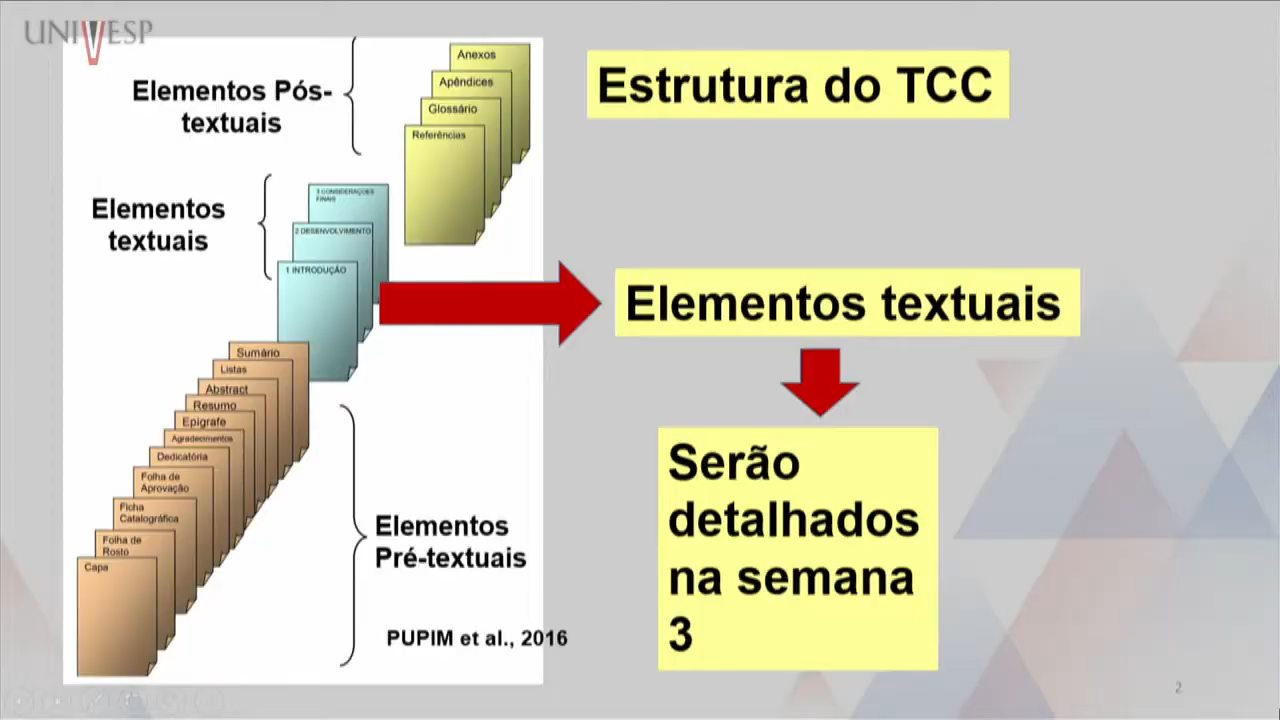 UNIVESP
Elementos Pós-
textuais
Anexos
Apêndices
Glossário
Referências
Estrutura do TCC
Elementos
textuais
3 CONSIDERAÇÕES
FINAIS
2 DESENVOLVIMENTO
1 INTRODUÇÃO
Elementos textuais
Serão
detalhados
na semana
3
Sumário
Listas
Abstract
Resumo
Epígrafe
Agradecimentos
Dedicatória
Folha de
Aprovação
Ficha
Catalográfica
Folha de
Rosto
Capa
Elementos
Pré-textuais
PUPIM et al., 2016
2